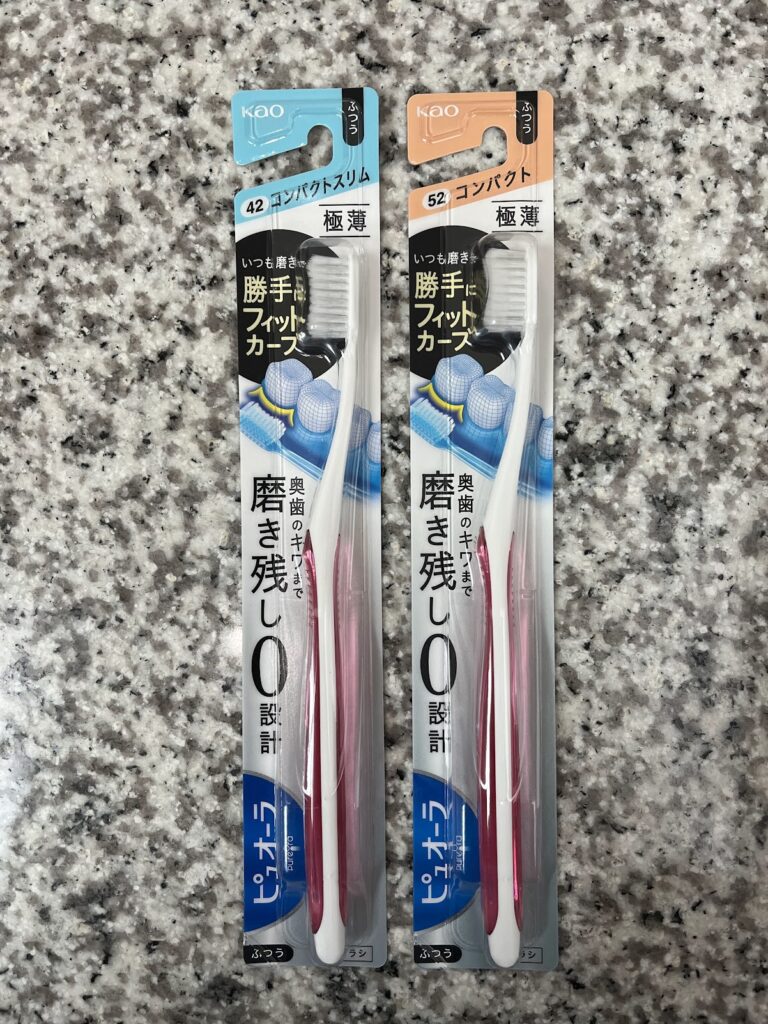 Kao
ふつう
42 コンパクトスリム
極薄
いつも磨き
勝手に
フィット
カーブ
奥歯のキワまで
磨き残し0設計
ピュオーラ
pureora
ふつう
Kao
ふつう
52 コンパクト
極薄
いつも磨き
勝手に
フィット
カーブ
奥歯のキワまで
磨き残し0設計
ピュオーラ
pureora
ふつう